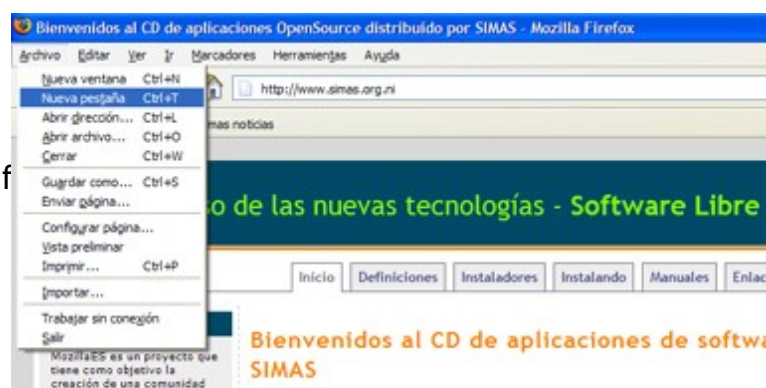 Bienvenidos al CD de aplicaciones OpenSource distribuido por SIMAS - Mozilla Firefox
Archivo Editar Ver Ir Marcadores Herramientas Ayuda
Nueva ventana Ctrl+N
Nueva pestaña Ctrl+T
http://www.simas.org.ni
Abrir dirección... Ctrl+L
mas noticias
Abrir archivo... Ctrl+O
Cerrar Ctrl+W
f
Guardar como... Ctrl+S
Enviar página...
o de las nuevas tecnologías - Software Libre
Configurar página...
Vista preliminar
Imprimir... Ctrl+P
Inicio Definiciones Instaladores Instalando Manuales Enlac
Importar...
Trabajar sin conexión
Salir
Bienvenidos al CD de aplicaciones de softwa
SIMAS
MozillaES es un proyecto que
tiene como objetivo la
creación de una comunidad